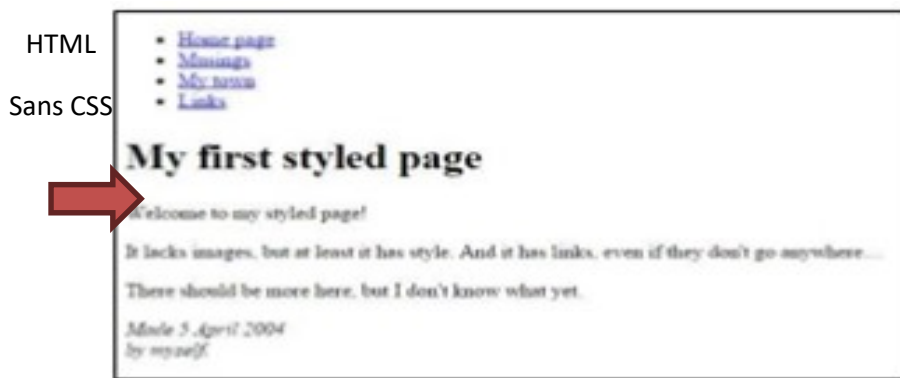 HTML
Sans CSS
Home page
Musings
My town
Links
My first styled page
Welcome to my styled page!
It lacks images, but at least it has style. And it has links, even if they don't go anywhere…
There should be more here, but I don't know what yet.
Made 5 April 2004
by myself.